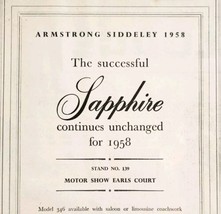 ARMSTRONG SIDDELEY 1958
The successful
Sapphire
continues unchanged
for 1958
STAND NO. 139
MOTOR SHOW EARLS COURT
Model 346 available with saloon or limousine coachwork